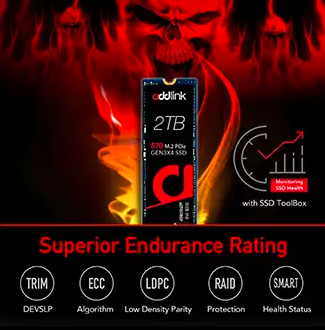 addlink
2TB
S70 M.2 PCIe
GEN3X4 SSD
Monitoring
SSD Health
with SSD ToolBox
Superior Endurance Rating
TRIM
ECC
LDPC
RAID
S.M.A.R.T
DEVSLP
Algorithm
Low Density Parity
Protection
Health Status